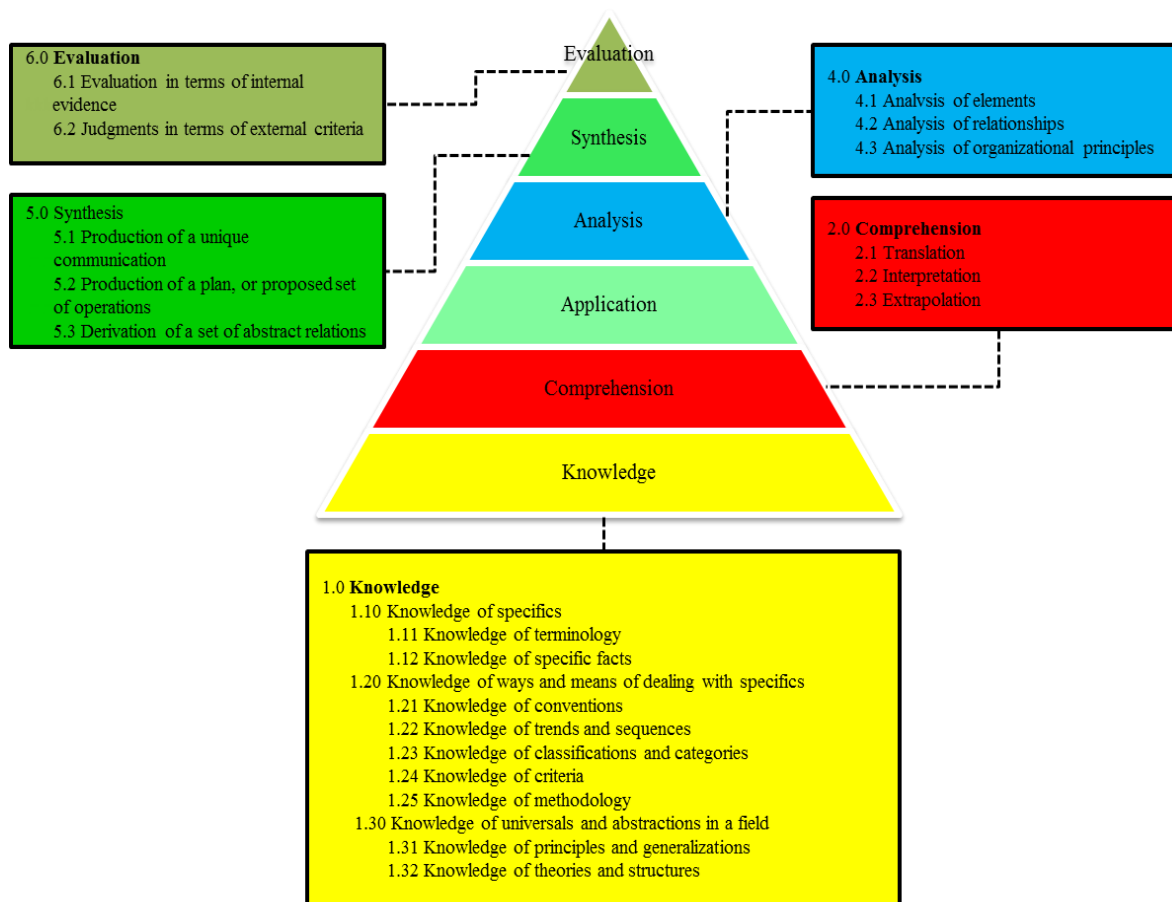 6.0 Evaluation
6.1 Evaluation in terms of internal
evidence
6.2 Judgments in terms of external criteria
5.0 Synthesis
5.1 Production of a unique
communication
5.2 Production of a plan, or proposed set
of operations
5.3 Derivation of a set of abstract relations
Evaluation
Synthesis
Analysis
Application
Comprehension
Knowledge
4.0 Analysis
4.1 Analysis of elements
4.2 Analysis of relationships
4.3 Analysis of organizational principles
2.0 Comprehension
2.1 Translation
2.2 Interpretation
2.3 Extrapolation
1.0 Knowledge
1.10 Knowledge of specifics
1.11 Knowledge of terminology
1.12 Knowledge of specific facts
1.20 Knowledge of ways and means of dealing with specifics
1.21 Knowledge of conventions
1.22 Knowledge of trends and sequences
1.23 Knowledge of classifications and categories
1.24 Knowledge of criteria
1.25 Knowledge of methodology
1.30 Knowledge of universals and abstractions in a field
1.31 Knowledge of principles and generalizations
1.32 Knowledge of theories and structures